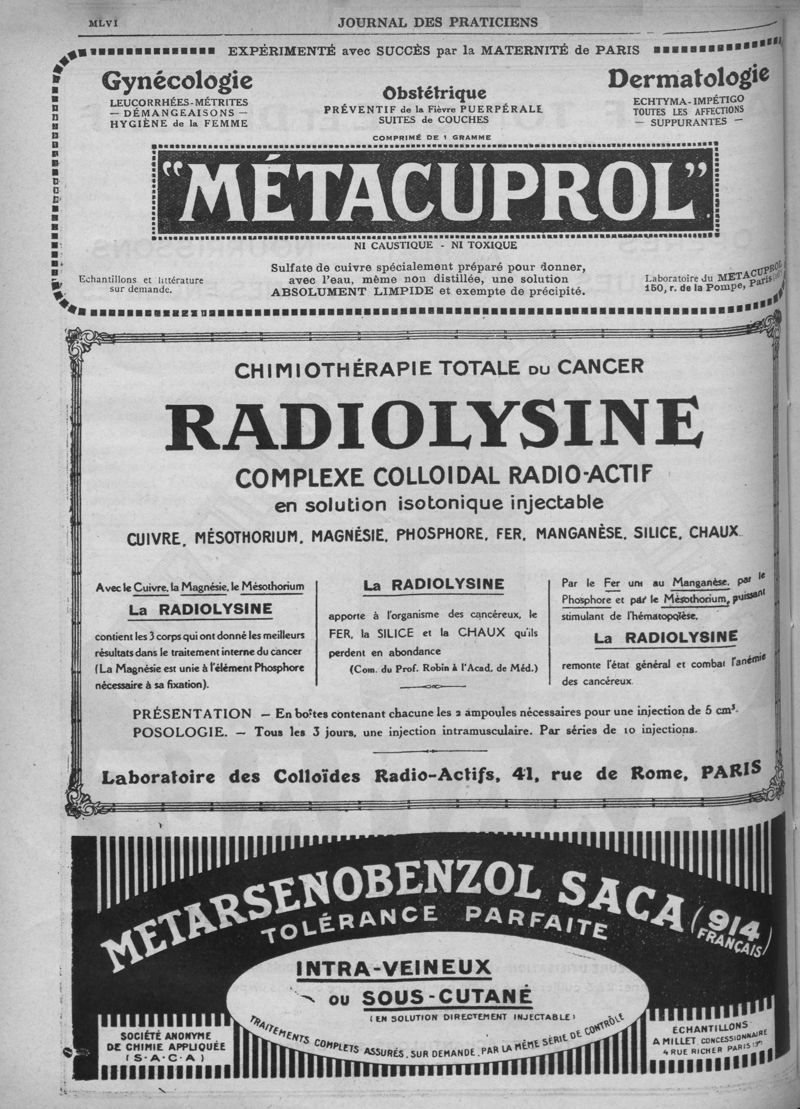 MLVI
JOURNAL DES PRATICIENS
EXPÉRIMENTÉ avec SUCCÈS par la MATERNITÉ de PARIS
Gynécologie
LEUCORRHÉES-MÉTRITES
— DÉMANGEAISONS —
HYGIÈNE de la FEMME
Obstétrique
PRÉVENTIF de la Fièvre PUERPÉRALE
SUITES de COUCHES
Dermatologie
ECHTYMA-IMPÉTIGO
TOUTES LES AFFECTIONS
— SUPPURANTES —
COMPRIMÉ DE 1 GRAMME
"MÉTACUPROL"
NI CAUSTIQUE - NI TOXIQUE
Echantillons et littérature
sur demande.
Sulfate de cuivre spécialement préparé pour donner,
avec l'eau, même non distillée, une solution
ABSOLUMENT LIMPIDE et exempte de précipité.
Laboratoire du METACUPROL
150, r. de la Pompe, Paris
CHIMIOTHÉRAPIE TOTALE DU CANCER
RADIOLYSINE
COMPLEXE COLLOIDAL RADIO-ACTIF
en solution isotonique injectable
CUIVRE, MÉSOTHORIUM, MAGNÉSIE, PHOSPHORE, FER, MANGANÈSE, SILICE, CHAUX
Avec le Cuivre, la Magnésie, le Mésothorium
La RADIOLYSINE
contient les 3 corps qui ont donné les meilleurs
résultats dans le traitement interne du cancer
(La Magnésie est unie à l'élément Phosphore
nécessaire à sa fixation).
La RADIOLYSINE
apporte à l'organisme des cancéreux, le
FER, la SILICE et la CHAUX qu'ils
perdent en abondance
(Com. du Prof. Robin à l'Acad. de Méd.)
Par le Fer uni au Manganèse, par le
Phosphore et par le Mésothorium, puissant
stimulant de l'hématopoïèse.
La RADIOLYSINE
remonte l'état général et combat l'anémie
des cancéreux
PRÉSENTATION — En boîtes contenant chacune les 2 ampoules nécessaires pour une injection de 5 cm³.
POSOLOGIE. — Tous les 3 jours, une injection intramusculaire. Par séries de 10 injections.
Laboratoire des Colloïdes Radio-Actifs, 41, rue de Rome, PARIS
METARSENOBENZOL SACA (914 FRANÇAIS)
TOLÉRANCE PARFAITE
INTRA-VEINEUX
OU SOUS-CUTANÉ
(EN SOLUTION DIRECTEMENT INJECTABLE)
TRAITEMENTS COMPLETS ASSURÉS, SUR DEMANDE, PAR LA MÊME SÉRIE DE CONTRÔLE
SOCIÉTÉ ANONYME
DE CHIMIE APPLIQUÉE
(S·A·C·A)
ECHANTILLONS
A MILLET CONCESSIONNAIRE
4 RUE RICHER PARIS